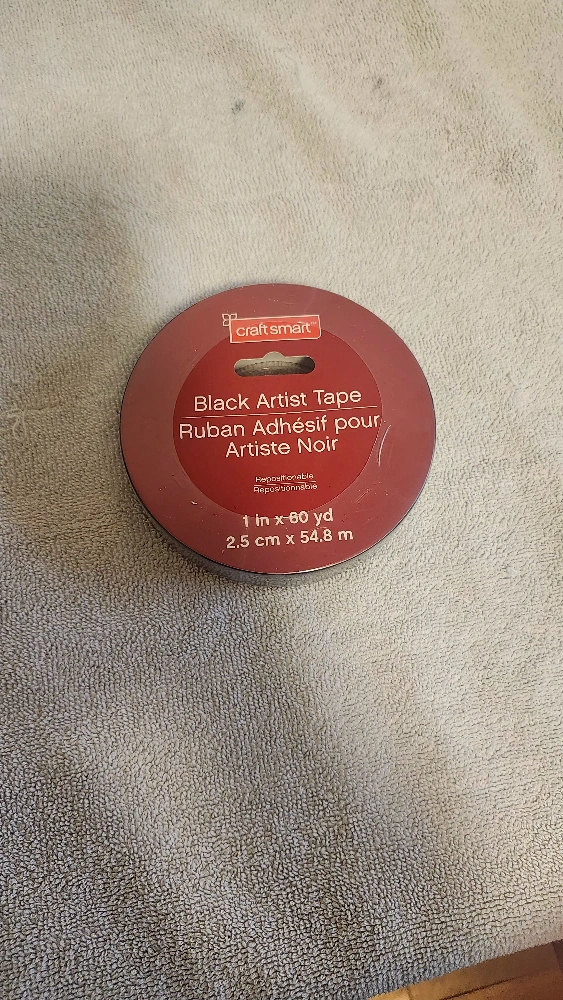 craft smart™
Black Artist Tape
Ruban Adhésif pour
Artiste Noir
Repositionable
Repositionnable
1 in x 60 yd
2.5 cm x 54.8 m